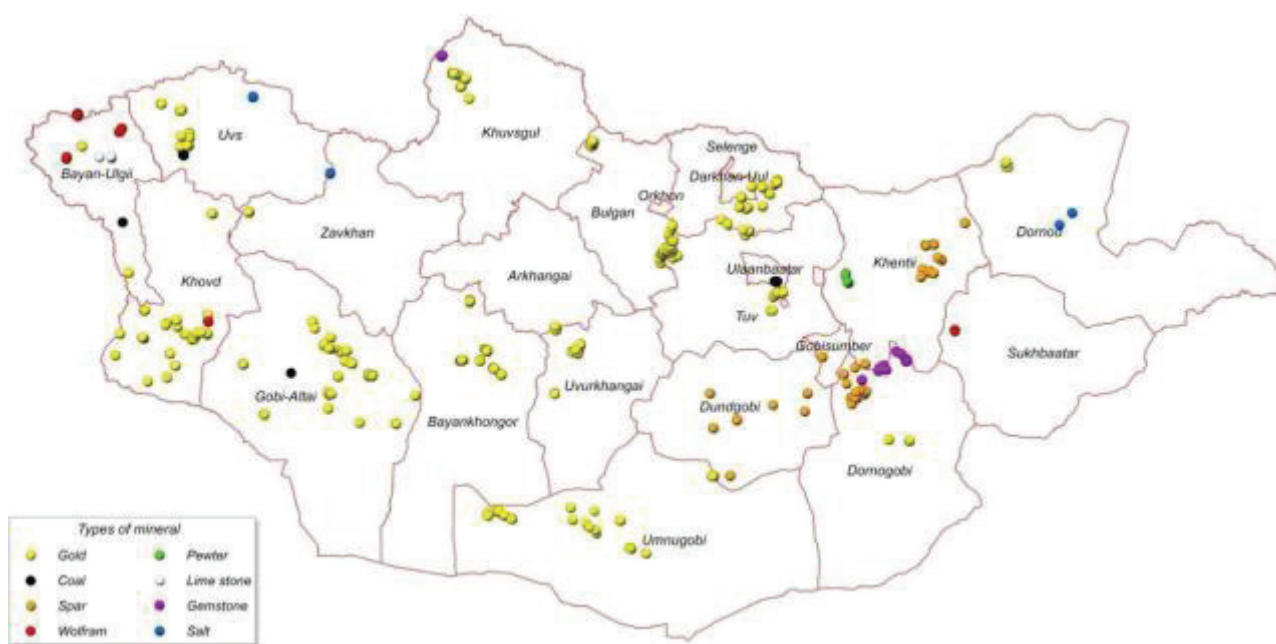 Khuvsgul
Uvs
Selenge
Bayan-Ulgii
Darkhan-Uul
Orkhon
Bulgan
Zavkhan
Dornod
Khentii
Arkhangai
Ulaanbaatar
Khovd
Tuv
Gobisumber
Sukhbaatar
Uvurkhangai
Gobi-Altai
Dundgobi
Bayankhongor
Dornogobi
Umnugobi
Types of mineral
Gold
Pewter
Coal
Lime stone
Spar
Gemstone
Wolfram
Salt